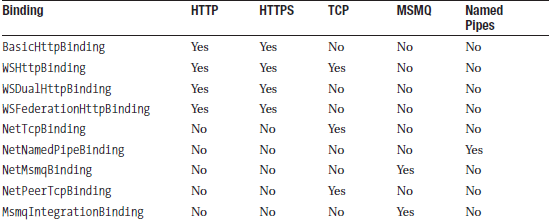 Binding HTTP HTTPS TCP MSMQ Named
Pipes
BasicHttpBinding Yes Yes No No No
WSHttpBinding Yes Yes Yes No No
WSDualHttpBinding Yes Yes No No No
WSFederationHttpBinding Yes Yes No No No
NetTcpBinding No No Yes No No
NetNamedPipeBinding No No No No Yes
NetMsmqBinding No No No Yes No
NetPeerTcpBinding No No Yes No No
MsmqIntegrationBinding No No No Yes No